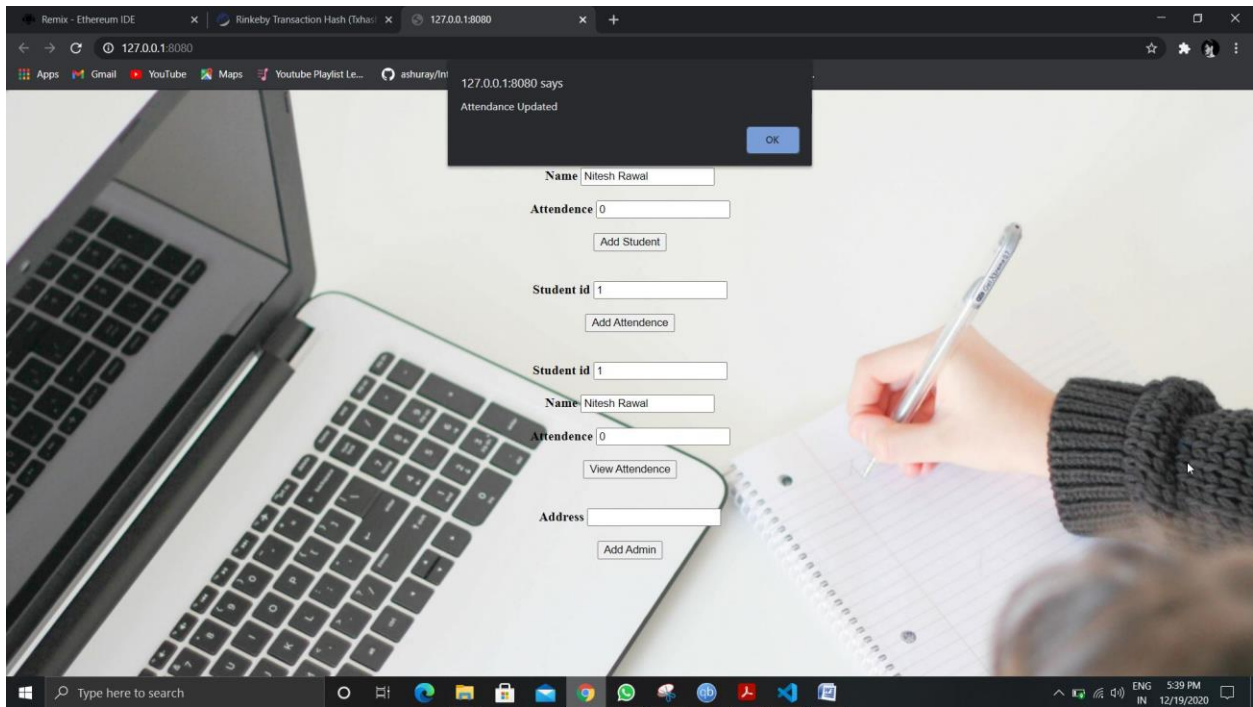 Remix - Ethereum IDE
Rinkeby Transaction Hash (Txhas
127.0.0.1:8080
127.0.0.1:8080
Apps Gmail YouTube Maps Youtube Playlist Le... ashuray/Int
127.0.0.1:8080 says
Attendance Updated
OK
Name Nitesh Rawal
Attendence 0
Add Student
Student id 1
Add Attendence
Student id 1
Name Nitesh Rawal
Attendence 0
View Attendence
Address
Add Admin
Type here to search
ENG 5:39 PM
IN 12/19/2020